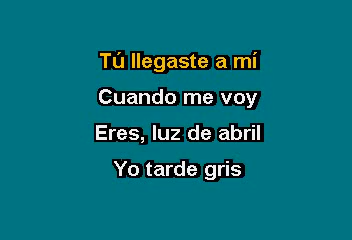 Tú llegaste a mí
Cuando me voy
Eres, luz de abril
Yo tarde gris